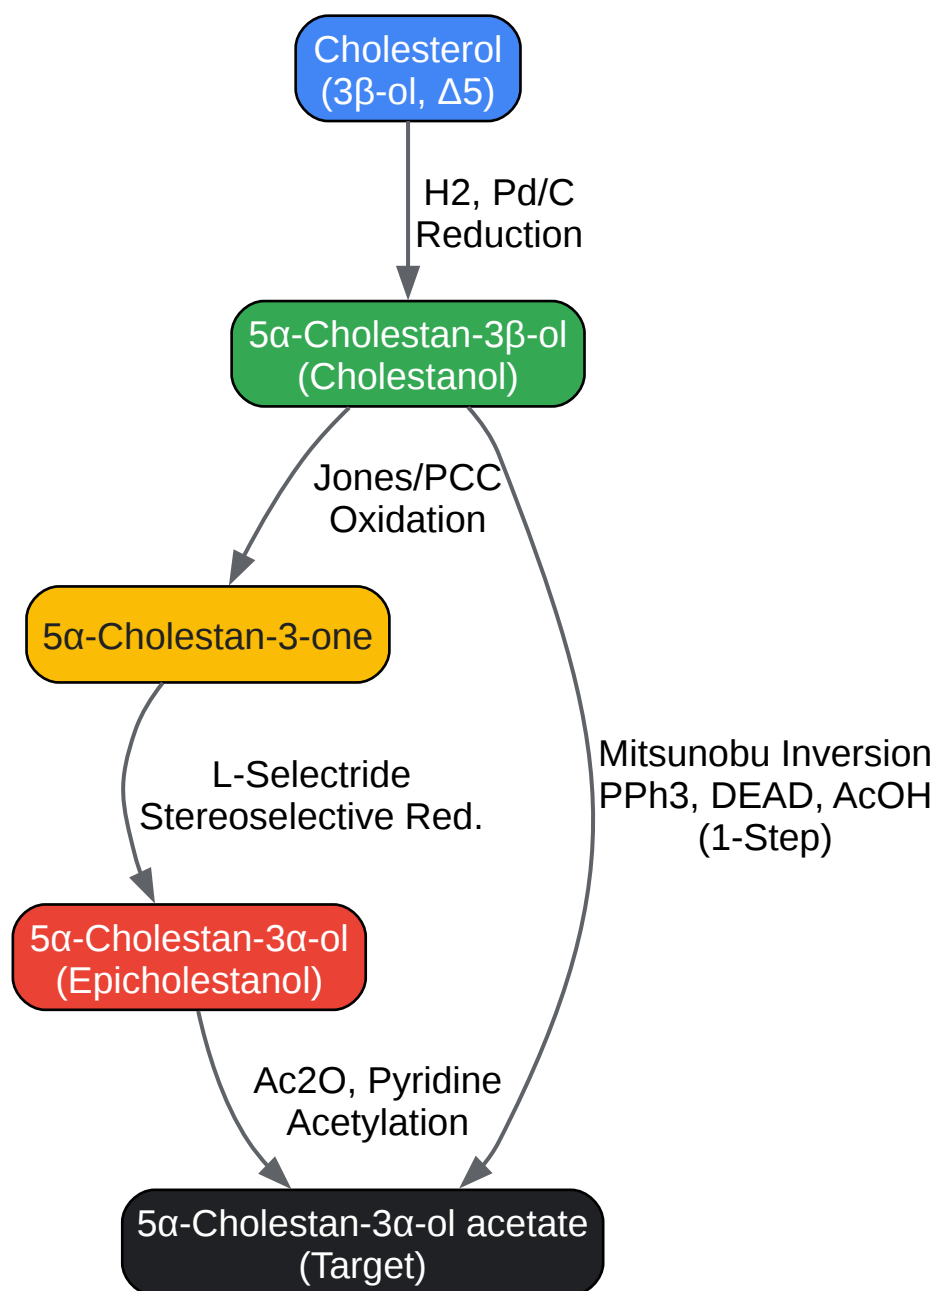 Cholesterol
(3β-ol, Δ5)
H2, Pd/C
Reduction
5α-Cholestan-3β-ol
(Cholestanol)
Jones/PCC
Oxidation
5α-Cholestan-3-one
L-Selectride
Stereoselective Red.
Mitsunobu Inversion
PPh3, DEAD, AcOH
(1-Step)
5α-Cholestan-3α-ol
(Epicholestanol)
Ac2O, Pyridine
Acetylation
5α-Cholestan-3α-ol acetate
(Target)